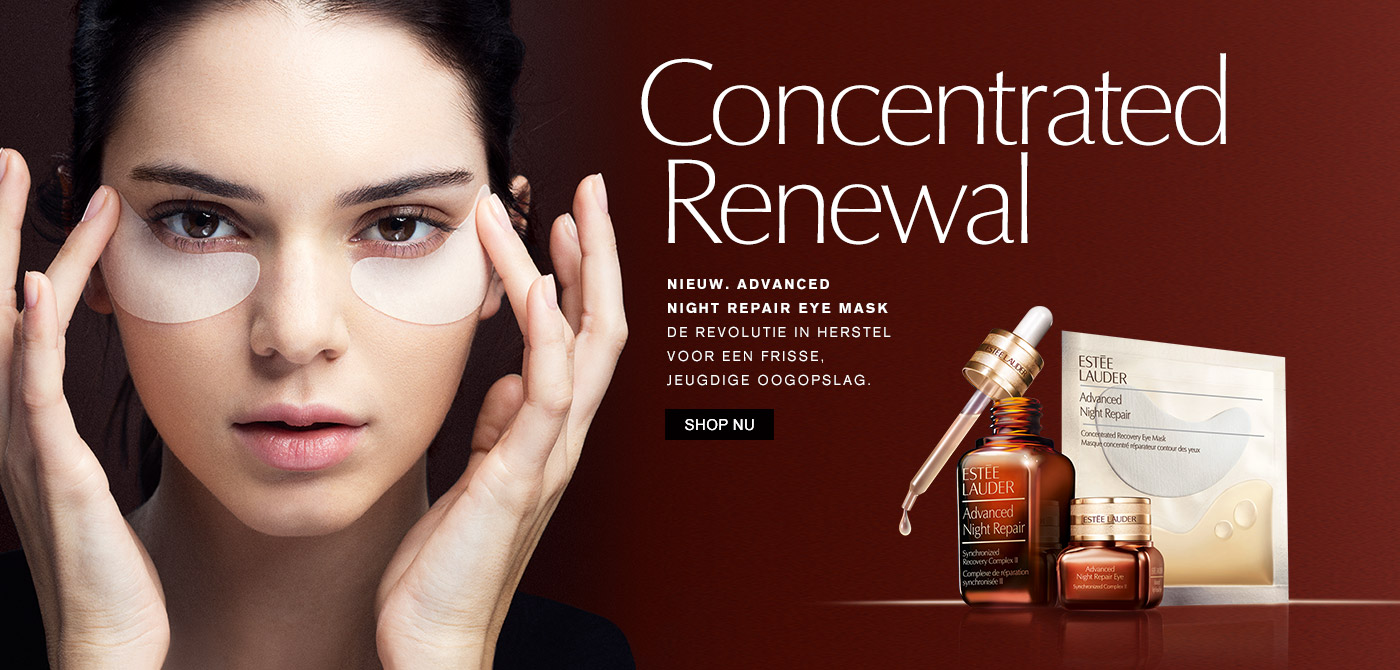 Concentrated
Renewal
NIEUW. ADVANCED
NIGHT REPAIR EYE MASK
DE REVOLUTIE IN HERSTEL
VOOR EEN FRISSE,
JEUGDIGE OOGOPSLAG.
SHOP NU
ESTÉE LAUDER
ESTĒE
LAUDER
Advanced
Night Repair
Synchronized
Recovery Complex II
Complexe de réparation
synchronisée II
ESTĒE LAUDER
Advanced
Night Repair Eye
Synchronized Complex II
ESTĒE
LAUDER
Advanced
Night Repair
Concentrated Recovery Eye Mask
Masque concentré réparateur contour des yeux